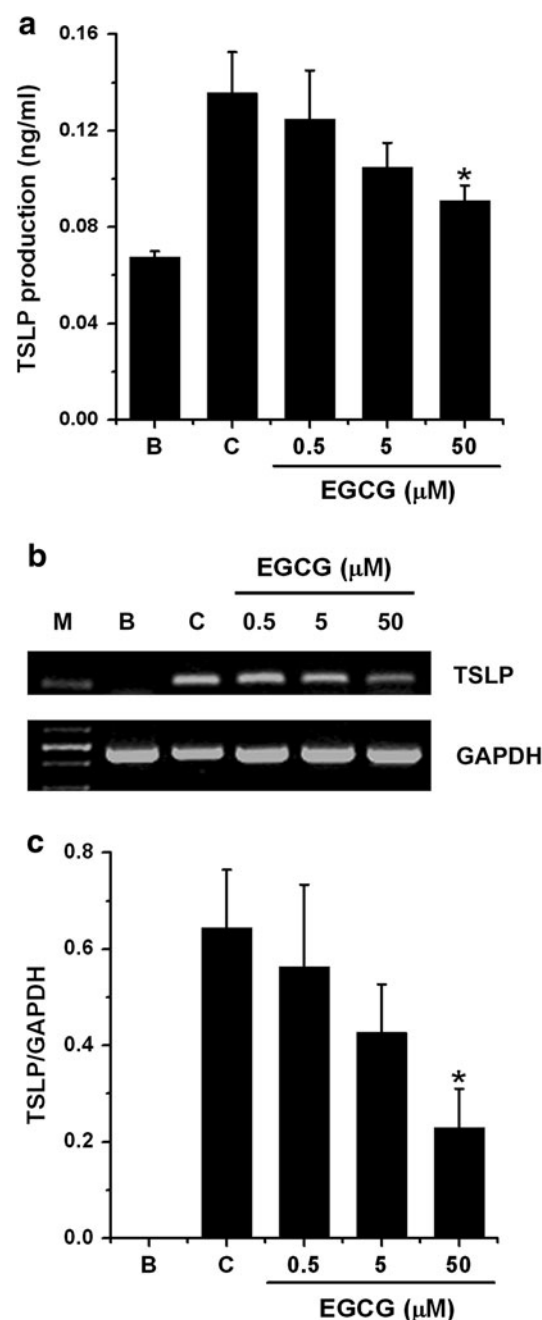 a
TSLP production (ng/ml)
0.16
0.12
0.08
0.04
0.00
B C 0.5 5 50
*
EGCG (μM)
b
EGCG (μM)
M B C 0.5 5 50
TSLP
GAPDH
c
TSLP/GAPDH
0.8
0.6
0.4
0.2
0.0
*
B C 0.5 5 50
EGCG (μM)